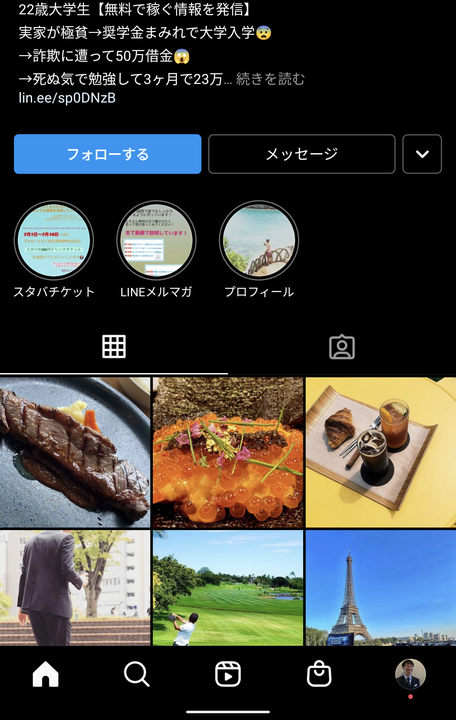 22歳大学生【無料で稼ぐ情報を発信】
実家が極貧→奨学金まみれで大学入学😨
→詐欺に遭って50万借金😱
→死ぬ気で勉強して3ヶ月で23万... 続きを読む
lin.ee/sp0DNzB
フォローする
メッセージ
スタバチケット
LINEメルマガ
プロフィール